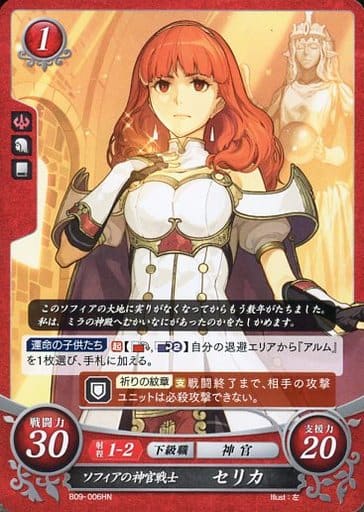 1
このソフィアの大地に実りがなくなってからもう数年がたちました。
私は、ミラの神殿へむかいなにがあったのかをたしかめます。
運命の子供たち 起【 、 2】自分の退避エリアから『アルム』
を1枚選び、手札に加える。
祈りの紋章 支 戦闘終了まで、相手の攻撃
ユニットは必殺攻撃できない。
戦闘力
30
射程 1-2 下級職 神官
支援力
20
ソフィアの神官戦士 セリカ
B09-006HN
Illust：左